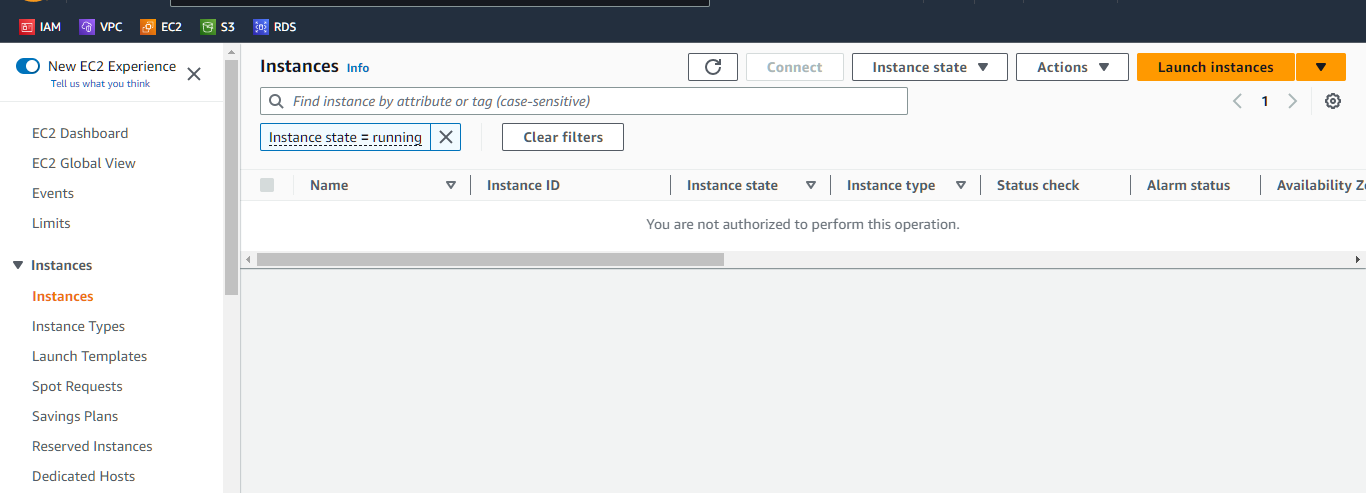 IAM VPC EC2 S3 RDS
New EC2 Experience
Tell us what you think
EC2 Dashboard
EC2 Global View
Events
Limits
Instances
Instances
Instance Types
Launch Templates
Spot Requests
Savings Plans
Reserved Instances
Dedicated Hosts
Instances Info
Connect Instance state Actions Launch instances
Find instance by attribute or tag (case-sensitive)
1
Instance state = running Clear filters
Name Instance ID Instance state Instance type Status check Alarm status Availability Z
You are not authorized to perform this operation.